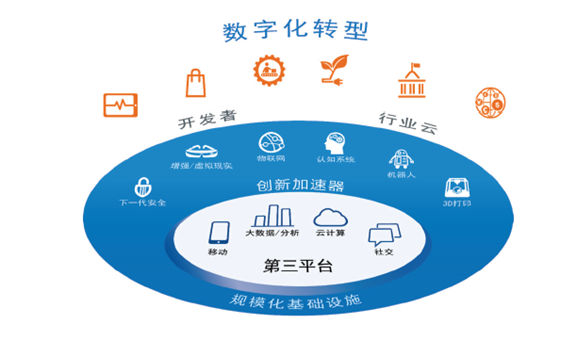 数字化转型
开发者
行业云
增强/虚拟现实
物联网
认知系统
机器人
下一代安全
3D打印
创新加速器
移动
大数据/分析
云计算
社交
第三平台
规模化基础设施